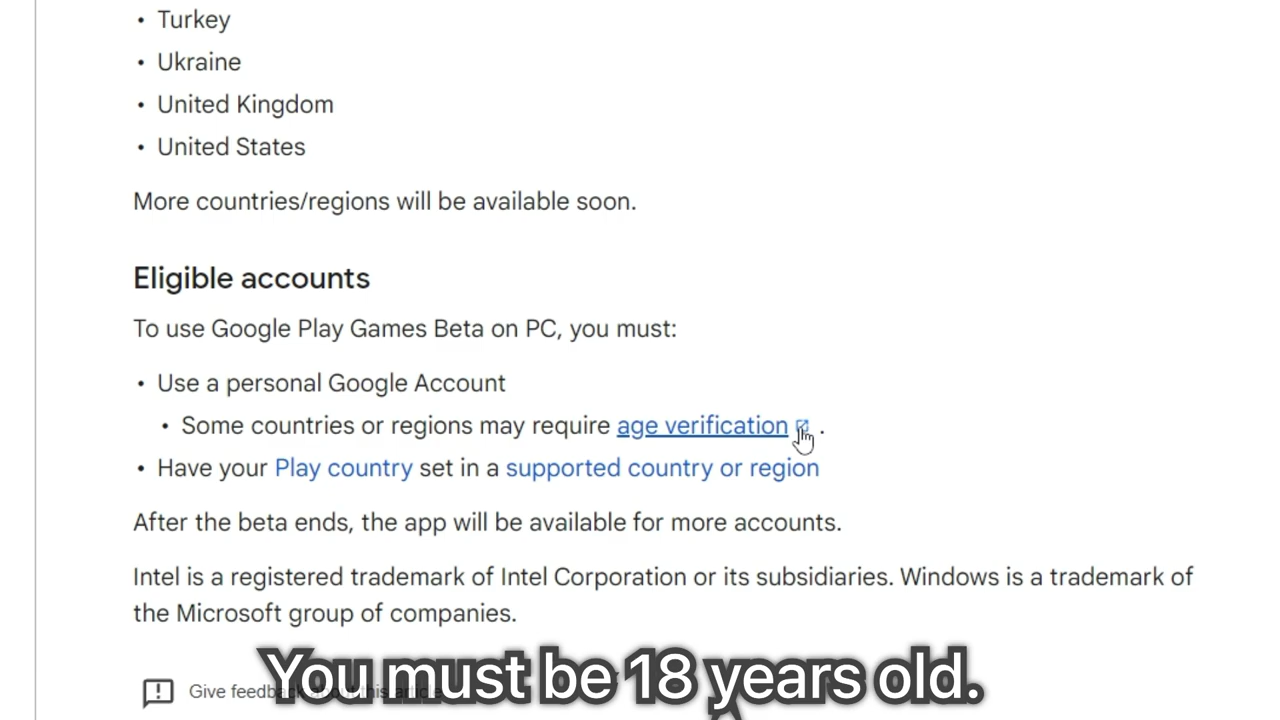 • Turkey
• Ukraine
• United Kingdom
• United States
More countries/regions will be available soon.
Eligible accounts
To use Google Play Games Beta on PC, you must:
• Use a personal Google Account
• Some countries or regions may require age verification .
• Have your Play country set in a supported country or region
After the beta ends, the app will be available for more accounts.
Intel is a registered trademark of Intel Corporation or its subsidiaries. Windows is a trademark of
the Microsoft group of companies.
Give feedback about this article
You must be 18 years old.